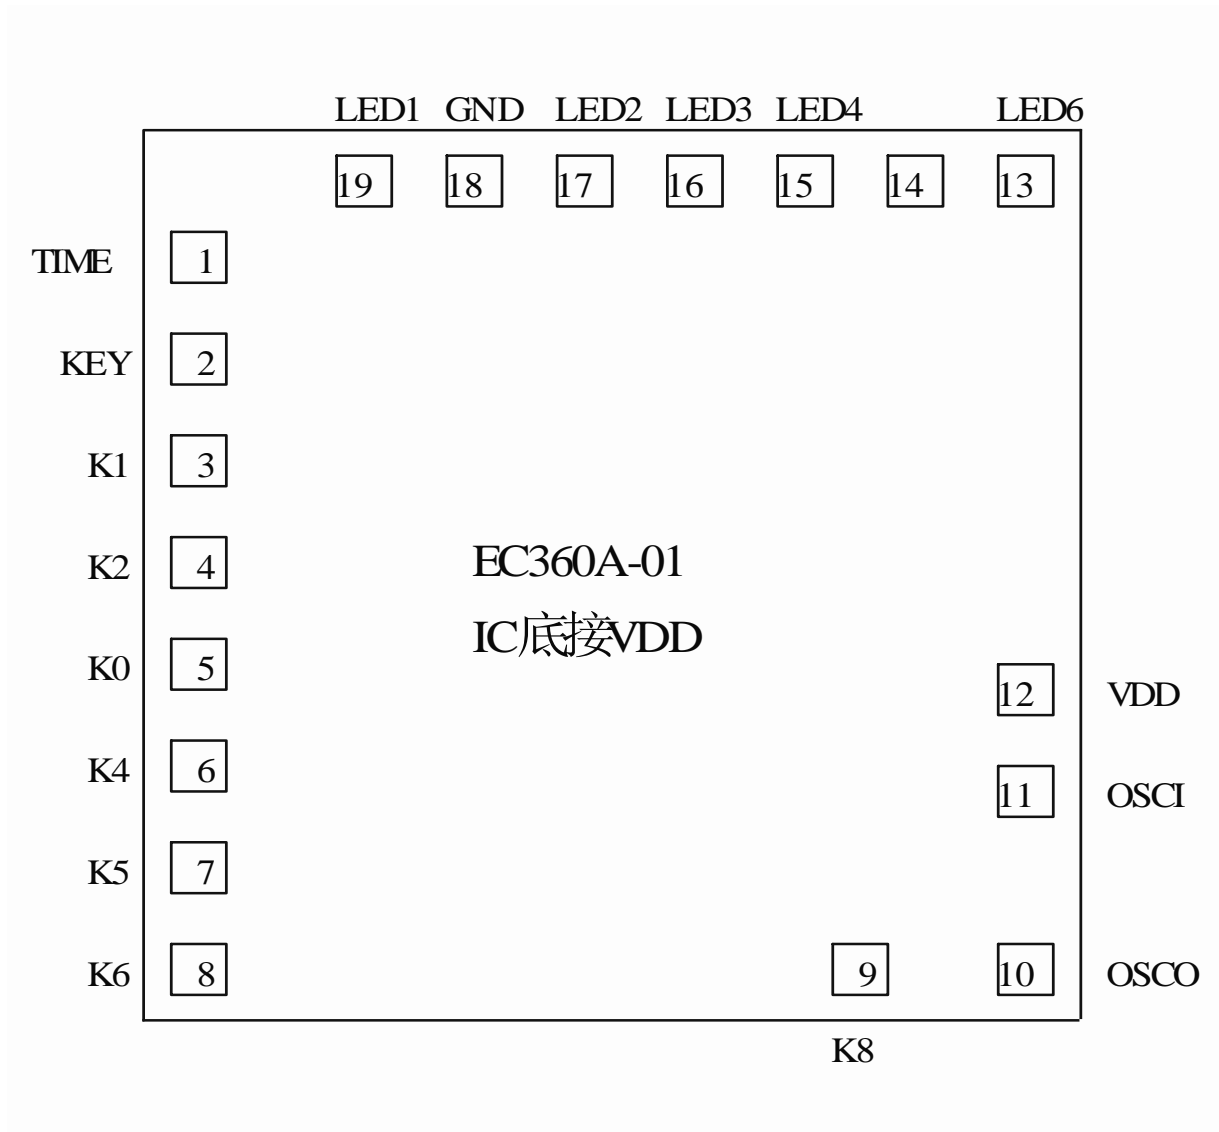 LED1 GND LED2 LED3 LED4 LED6
19 18 17 16 15 14 13
TIME 1
KEY 2
K1 3
K2 4
EC360A-01
IC底接VDD
K0 5
12 VDD
K4 6
11 OSCI
K5 7
K6 8 9 10 OSCO
K8